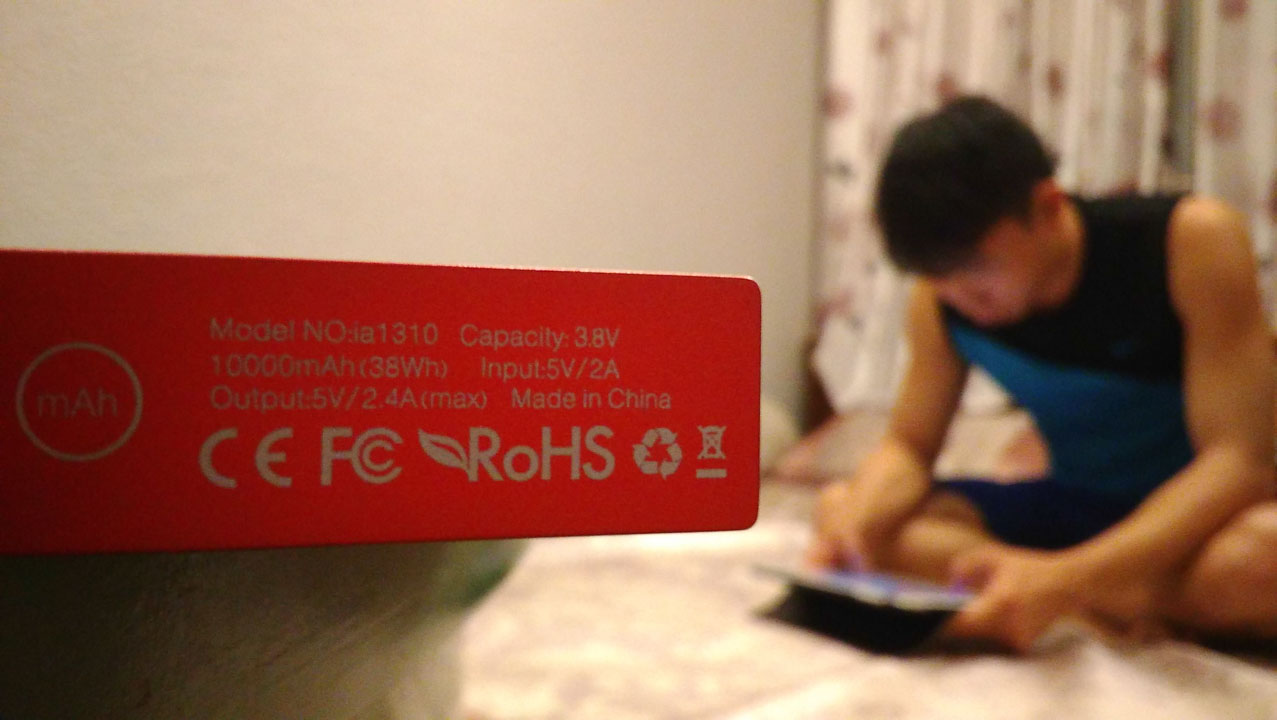 mAh
Model NO:ia1310 Capacity: 3.8V
10000mAh(38Wh) Input:5V/2A
Output:5V/2.4A(max) Made in China
CE FC RoHS